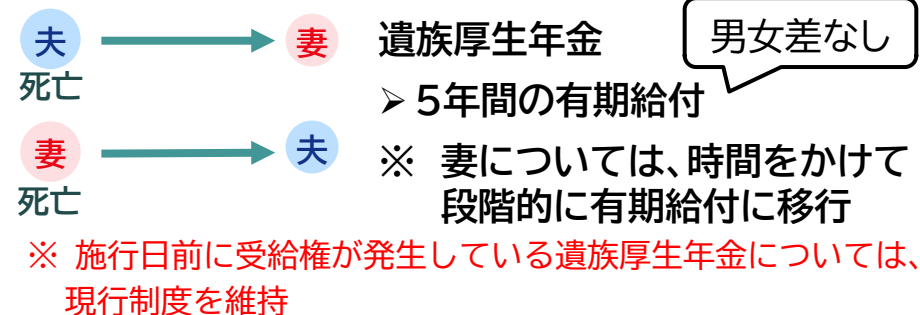 夫 妻 遺族厚生年金 男女差なし
死亡
➢ 5年間の有期給付
妻 夫
死亡
※ 妻については、時間をかけて
段階的に有期給付に移行
※ 施行日前に受給権が発生している遺族厚生年金については、
現行制度を維持